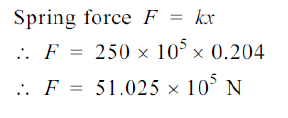 Spring force F = kx
∴ F = 250 × 10⁵ × 0.204
∴ F = 51.025 × 10⁵ N